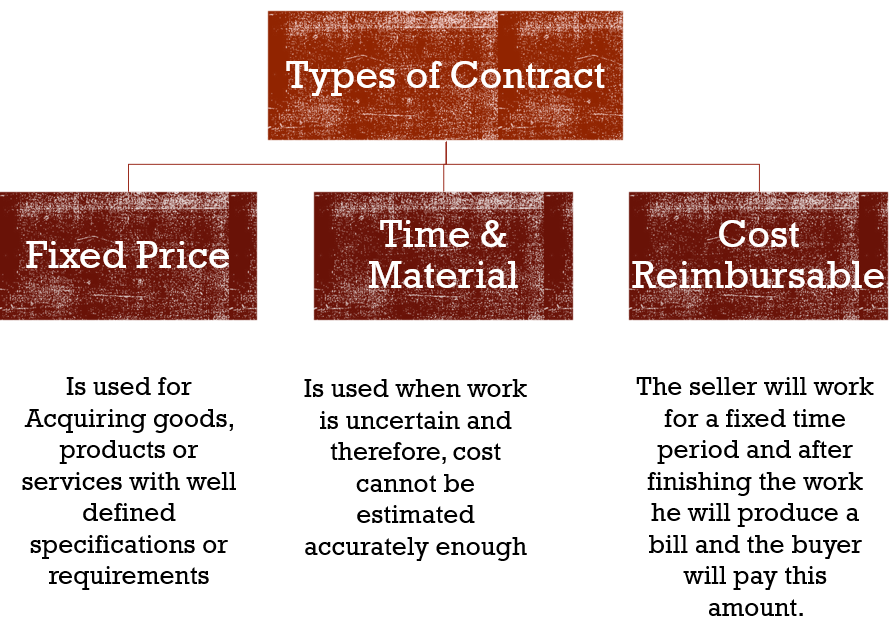 Types of Contract
Fixed Price
Time &
Material
Cost
Reimbursable
Is used for
Acquiring goods,
products or
services with well
defined
specifications or
requirements
Is used when work
is uncertain and
therefore, cost
cannot be
estimated
accurately enough
The seller will work
for a fixed time
period and after
finishing the work
he will produce a
bill and the buyer
will pay this
amount.